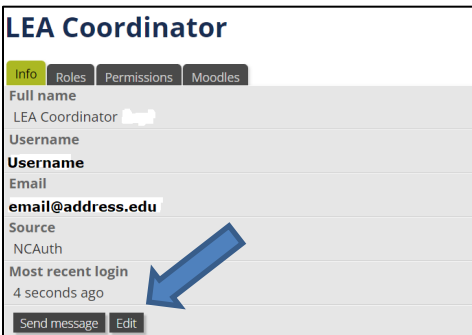 LEA Coordinator
Info Roles Permissions Moodles
Full name
LEA Coordinator
Username
Username
Email
email@address.edu
Source
NCAuth
Most recent login
4 seconds ago
Send message Edit